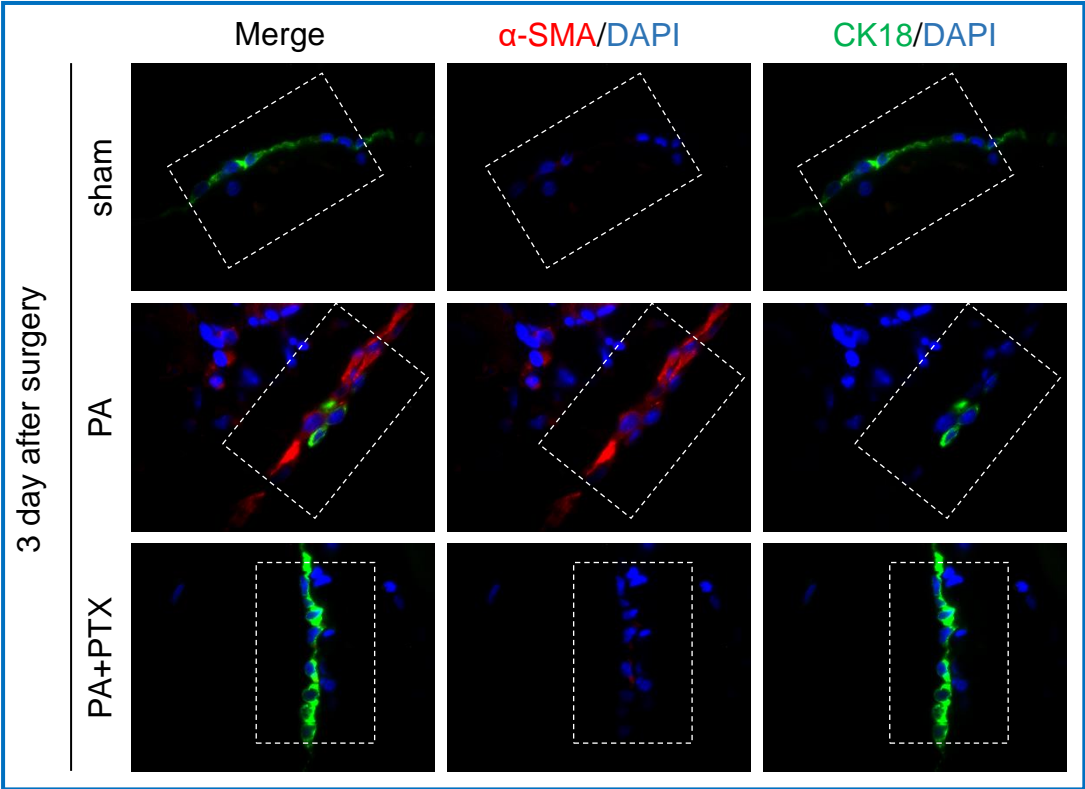 Merge
α-SMA/DAPI
CK18/DAPI
3 day after surgery
sham
PA
PA+PTX